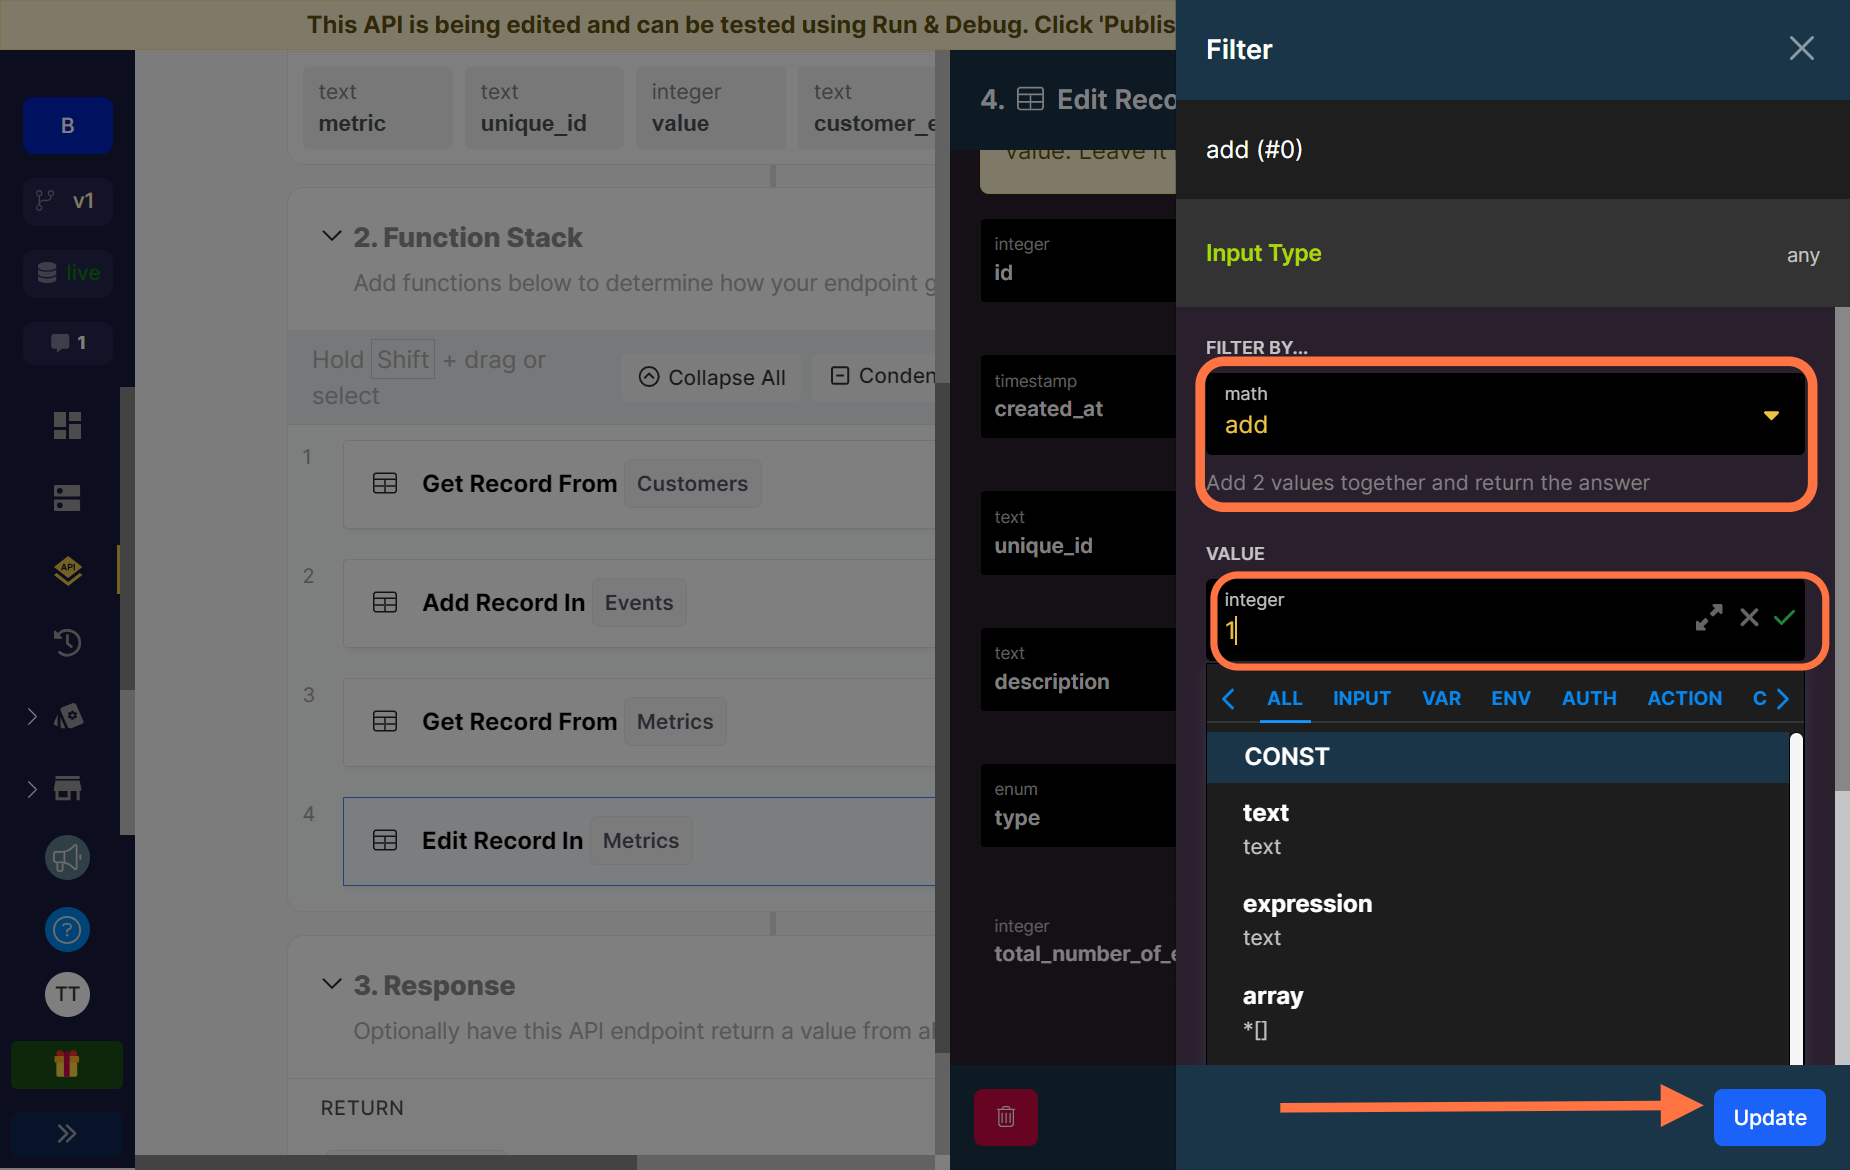 This API is being edited and can be tested using Run & Debug. Click 'Publis
B
v1
live
1
TT
text
metric
text
unique_id
integer
value
text
customer_e
2. Function Stack
Add functions below to determine how your endpoint g
Hold Shift + drag or
select
Collapse All
Conden
1
Get Record From Customers
2
Add Record In Events
3
Get Record From Metrics
4
Edit Record In Metrics
3. Response
Optionally have this API endpoint return a value from al
RETURN
4. Edit Reco
value. Leave it
integer
id
timestamp
created_at
text
unique_id
text
description
enum
type
integer
total_number_of_e
Filter
add (#0)
Input Type
any
FILTER BY...
math
add
Add 2 values together and return the answer
VALUE
integer
1
ALL INPUT VAR ENV AUTH ACTION C
CONST
text
text
expression
text
array
*[]
Update
API
?